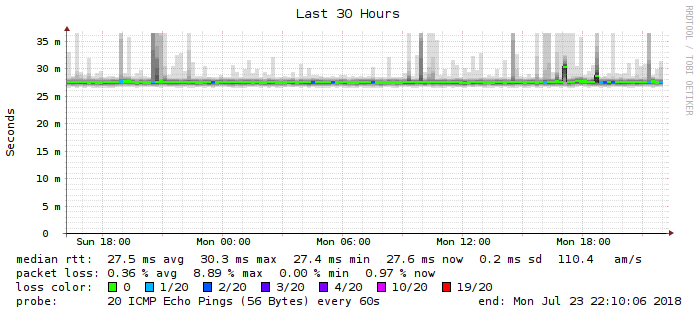 Last 30 Hours
RRDTOOL / TOBI OETIKER
Seconds
35 m
30 m
25 m
20 m
15 m
10 m
5 m
0
Sun 18:00 Mon 00:00 Mon 06:00 Mon 12:00 Mon 18:00
median rtt: 27.5 ms avg 30.3 ms max 27.4 ms min 27.6 ms now 0.2 ms sd 110.4 am/s
packet loss: 0.36 % avg 8.89 % max 0.00 % min 0.97 % now
loss color: 0 1/20 2/20 3/20 4/20 10/20 19/20
probe: 20 ICMP Echo Pings (56 Bytes) every 60s end: Mon Jul 23 22:10:06 2018